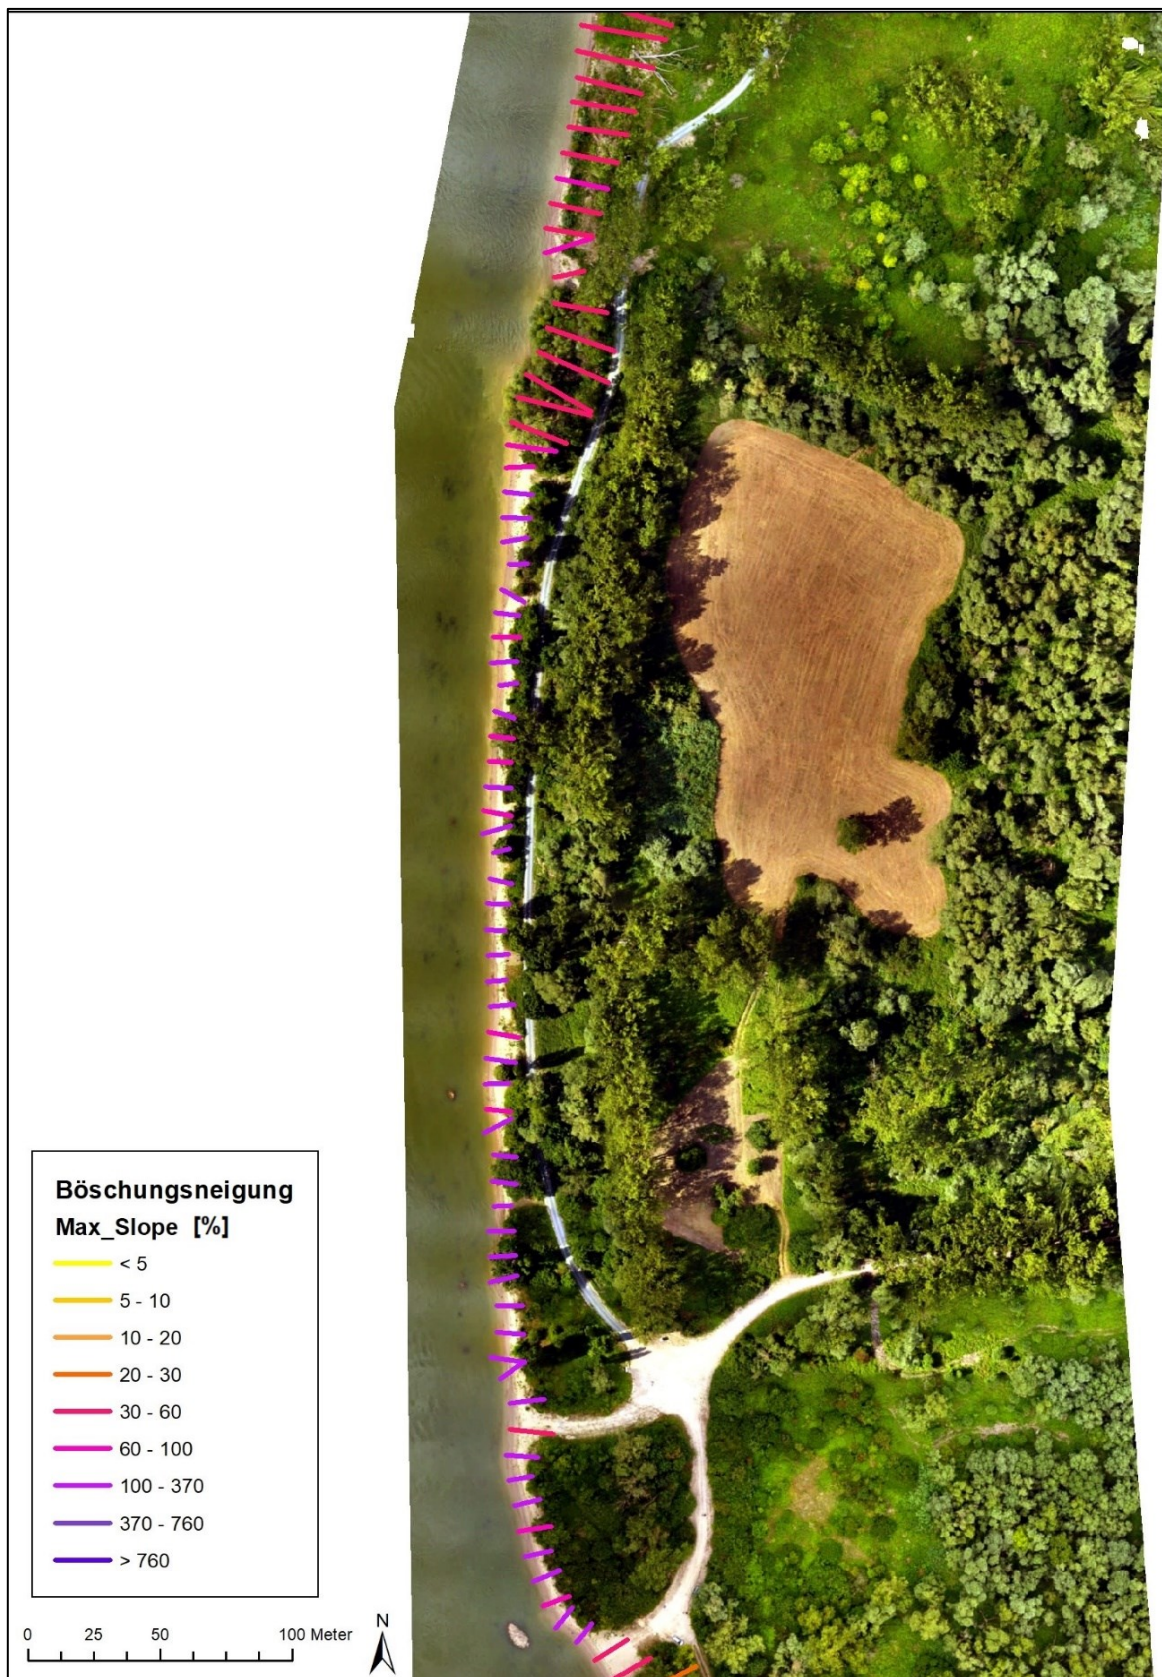 Böschungsneigung
Max_Slope [%]
< 5
5 - 10
10 - 20
20 - 30
30 - 60
60 - 100
100 - 370
370 - 760
> 760
0 25 50 100 Meter
N